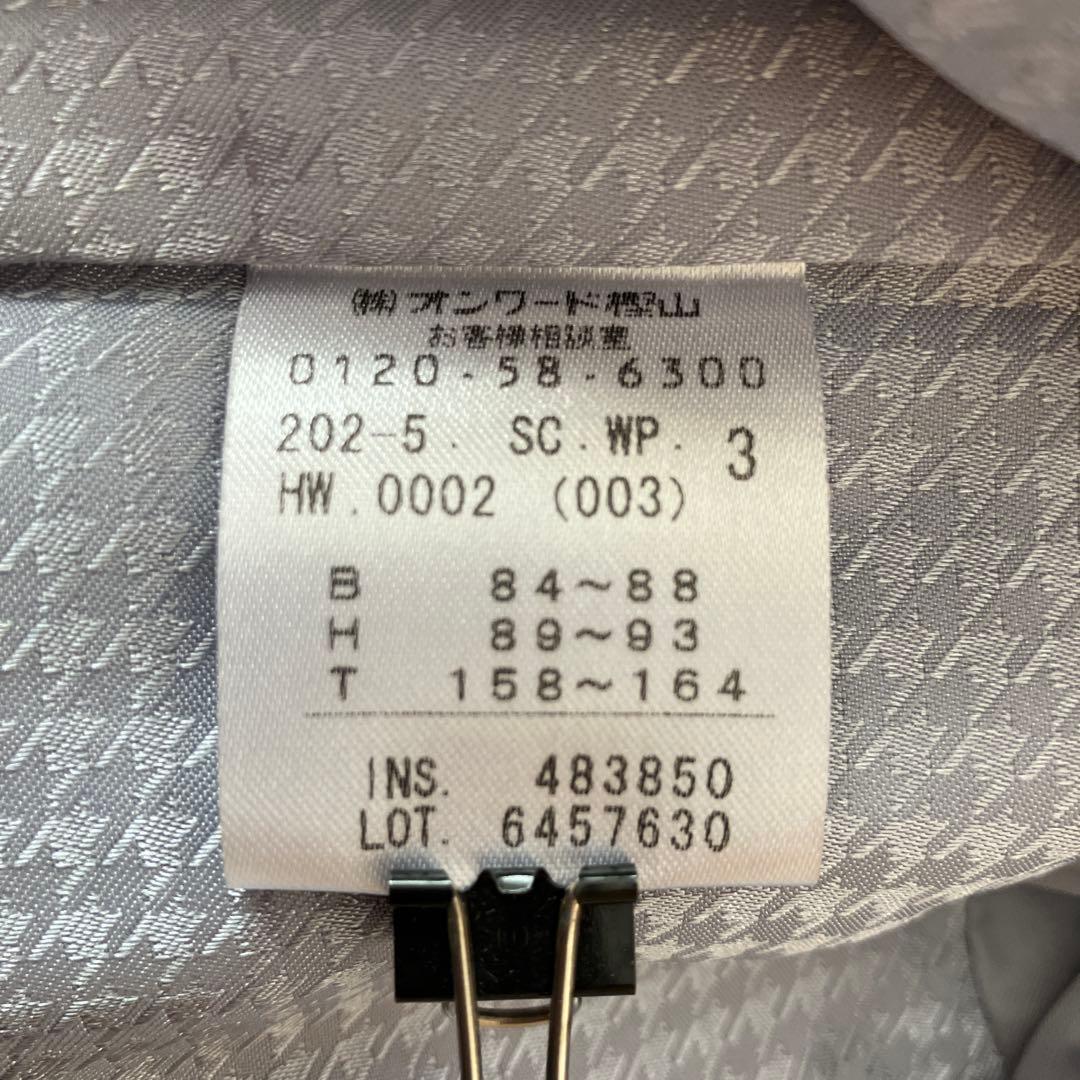 (株)オンワード樫山
お客様相談室
0120-58-6300
202-5. SC.WP. 3
HW.0002 (003)
B 84~88
H 89~93
T 158~164
INS. 483850
LOT. 6457630